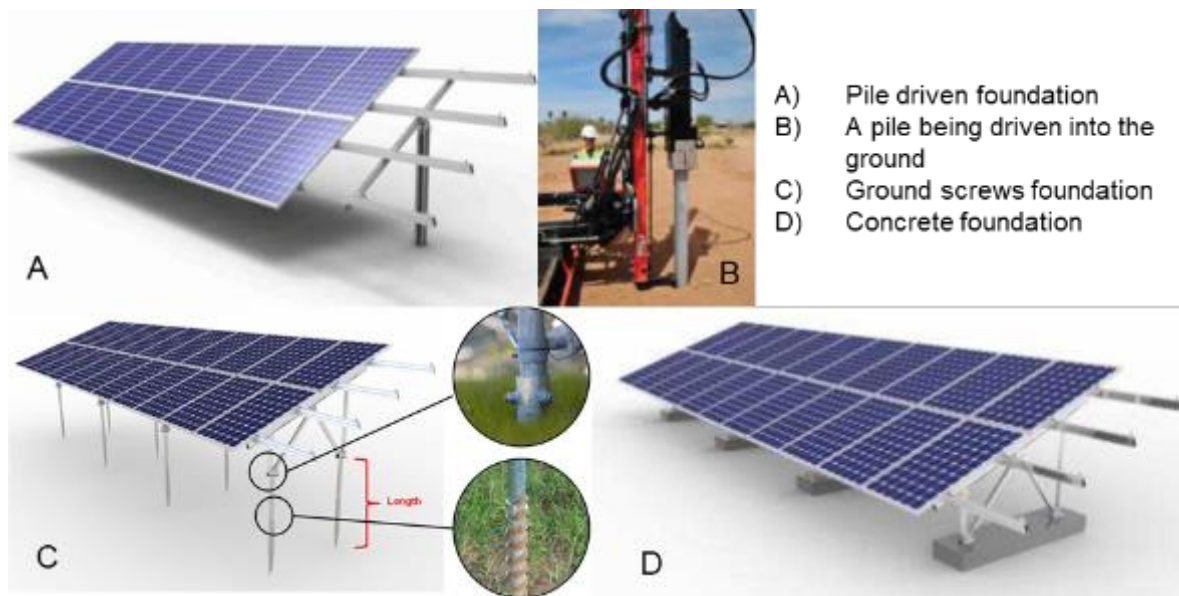 A) Pile driven foundation
B) A pile being driven into the
ground
C) Ground screws foundation
D) Concrete foundation
A
B
Length
C
D